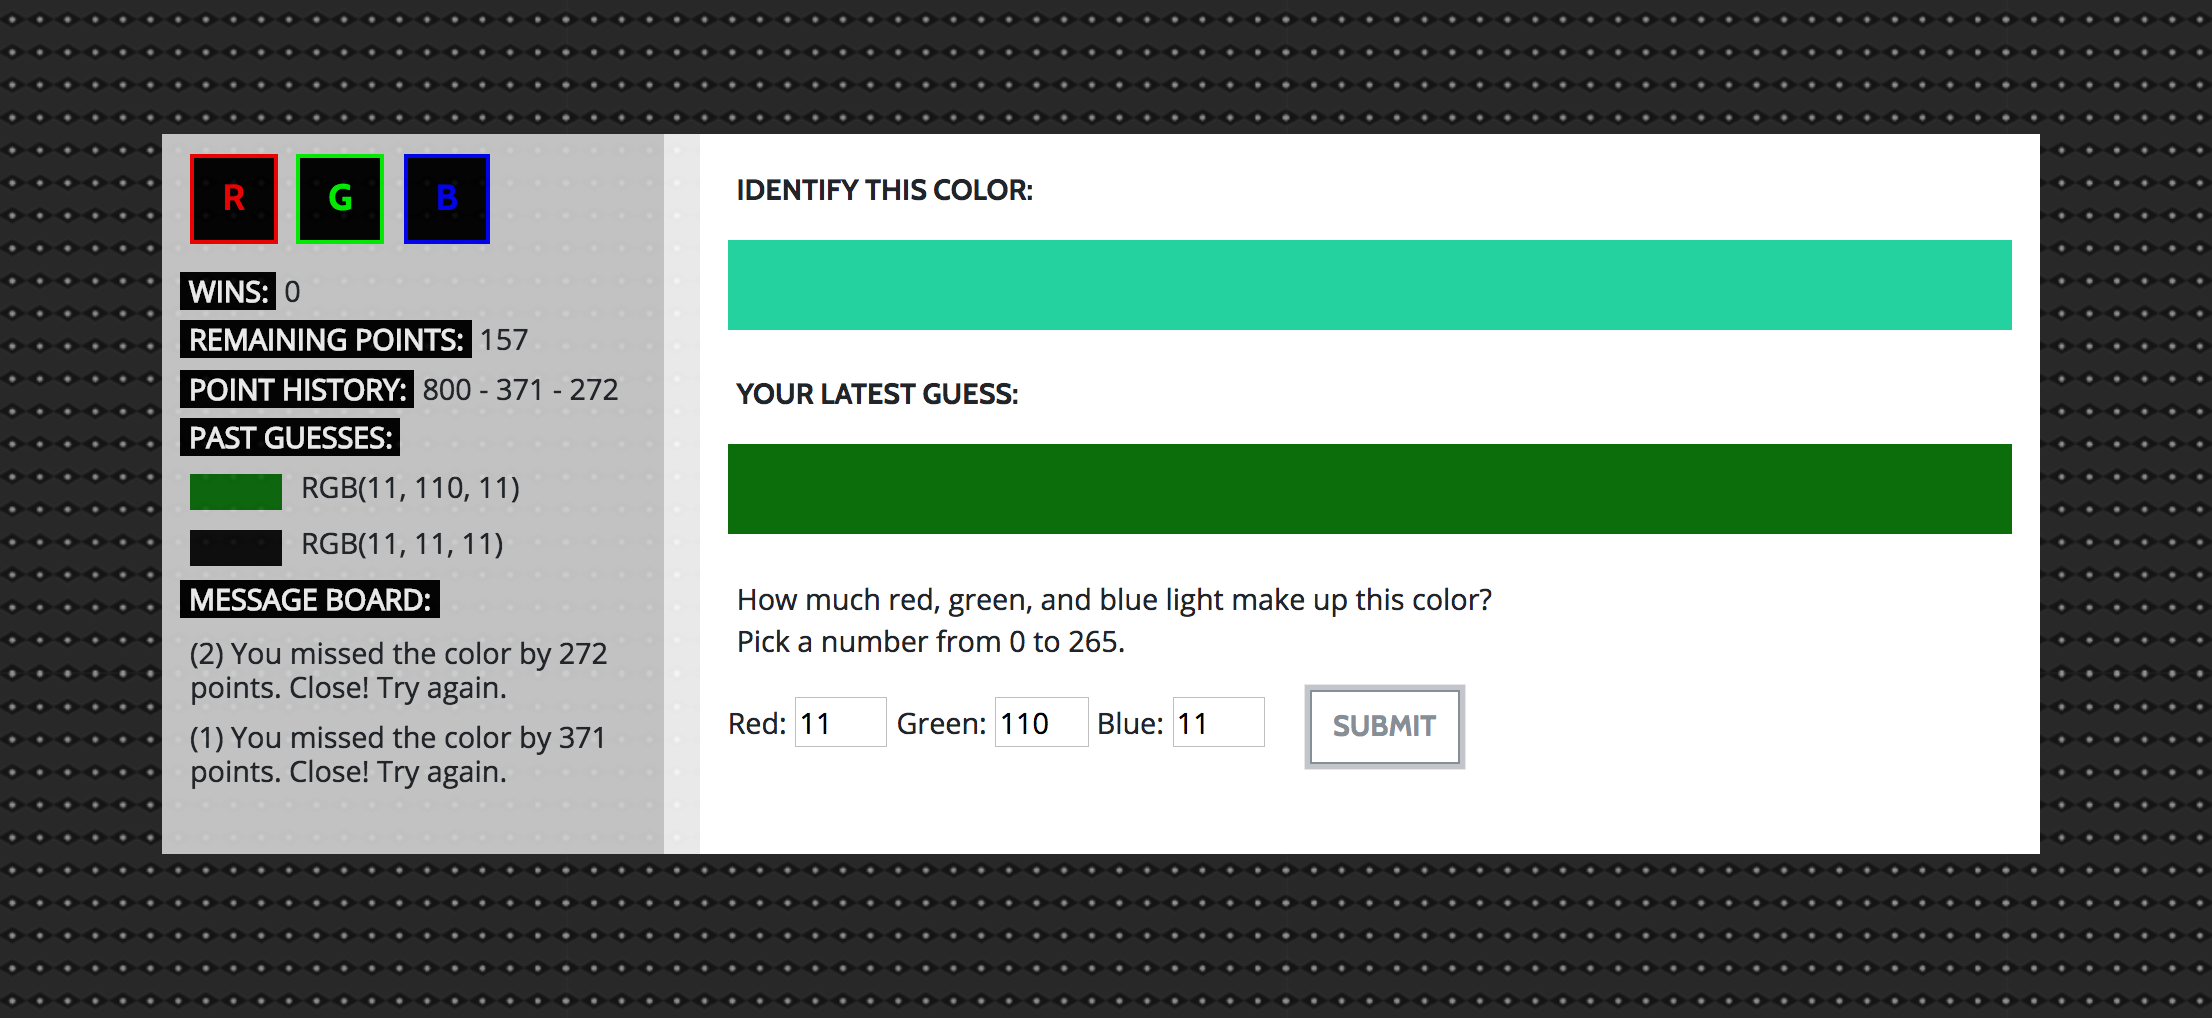 R G B
WINS: 0
REMAINING POINTS: 157
POINT HISTORY: 800 - 371 - 272
PAST GUESSES:
RGB(11, 110, 11)
RGB(11, 11, 11)
MESSAGE BOARD:
(2) You missed the color by 272
points. Close! Try again.
(1) You missed the color by 371
points. Close! Try again.
IDENTIFY THIS COLOR:
YOUR LATEST GUESS:
How much red, green, and blue light make up this color?
Pick a number from 0 to 265.
Red: 11 Green: 110 Blue: 11 SUBMIT